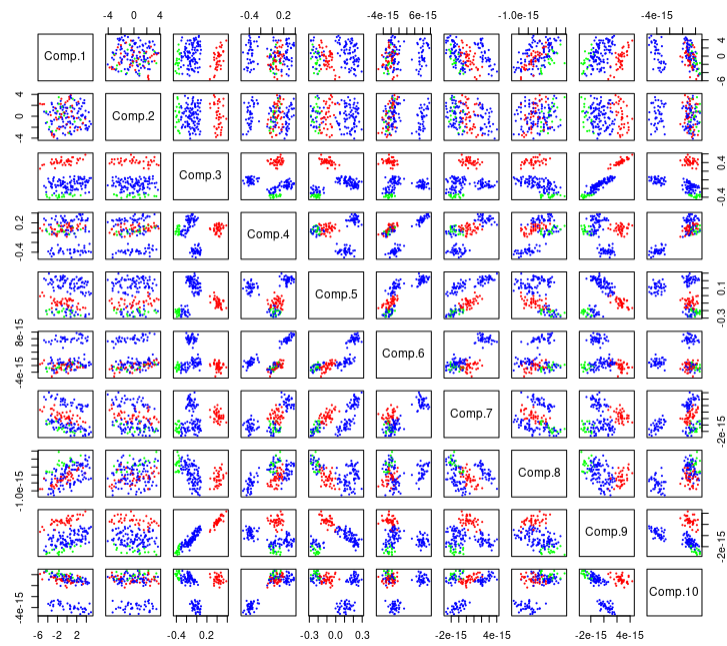 -4 0 4 -0.4 0.2 -4e-15 6e-15 -1.0e-15 -4e-15
Comp.1 -6 0 4
-4 0 4 Comp.2
Comp.3 -0.4 0.4
-0.4 0.2 Comp.4
Comp.5 -0.3 0.1
-4e-15 8e-15 Comp.6
Comp.7 -2e-15
-1.0e-15 Comp.8
Comp.9 -2e-15
-4e-15 Comp.10
-6 -2 2 -0.4 0.2 -0.3 0.0 0.3 -2e-15 4e-15 -2e-15 4e-15